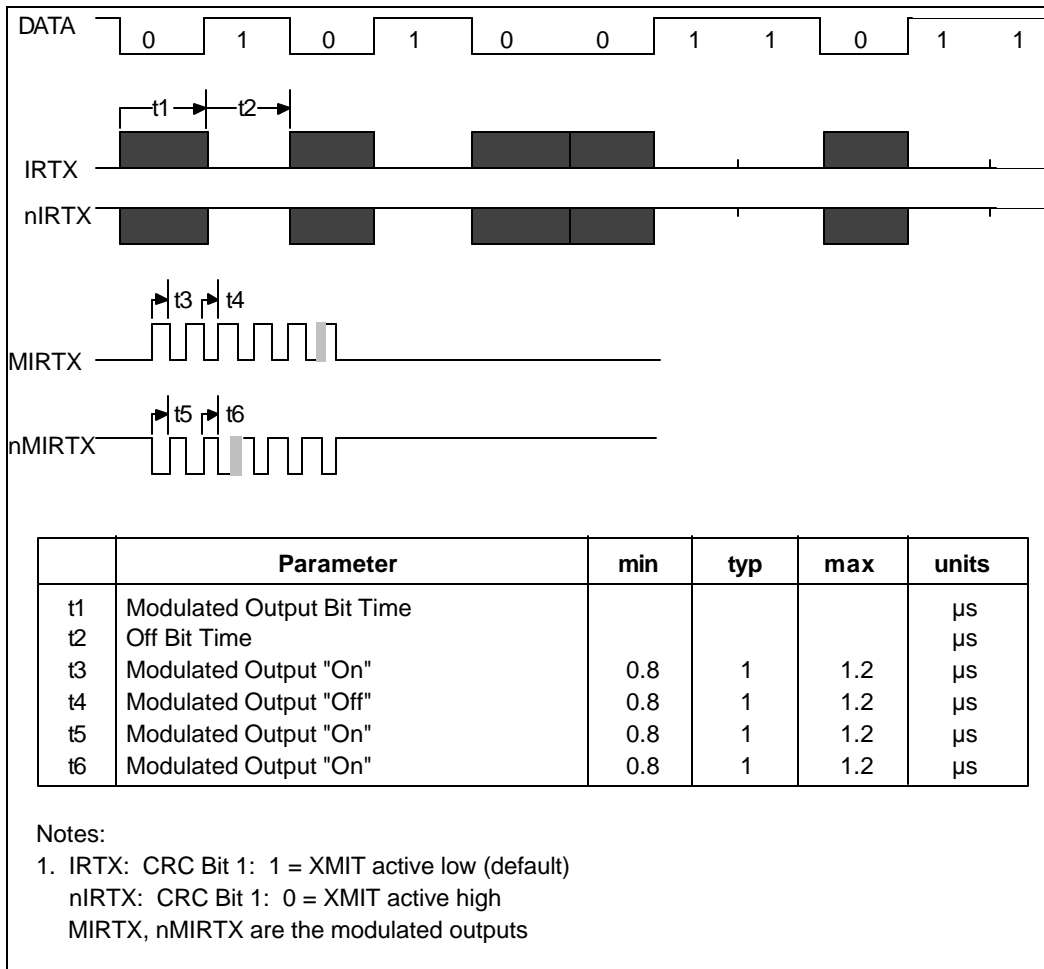 DATA
0 1 0 1 0 0 1 1 0 1 1
t1 t2
IRTX
nIRTX
t3 t4
MIRTX
t5 t6
nMIRTX
Parameter min typ max units
t1 Modulated Output Bit Time µs
t2 Off Bit Time µs
t3 Modulated Output "On" 0.8 1 1.2 µs
t4 Modulated Output "Off" 0.8 1 1.2 µs
t5 Modulated Output "On" 0.8 1 1.2 µs
t6 Modulated Output "On" 0.8 1 1.2 µs
Notes:
1. IRTX: CRC Bit 1: 1 = XMIT active low (default)
nIRTX: CRC Bit 1: 0 = XMIT active high
MIRTX, nMIRTX are the modulated outputs